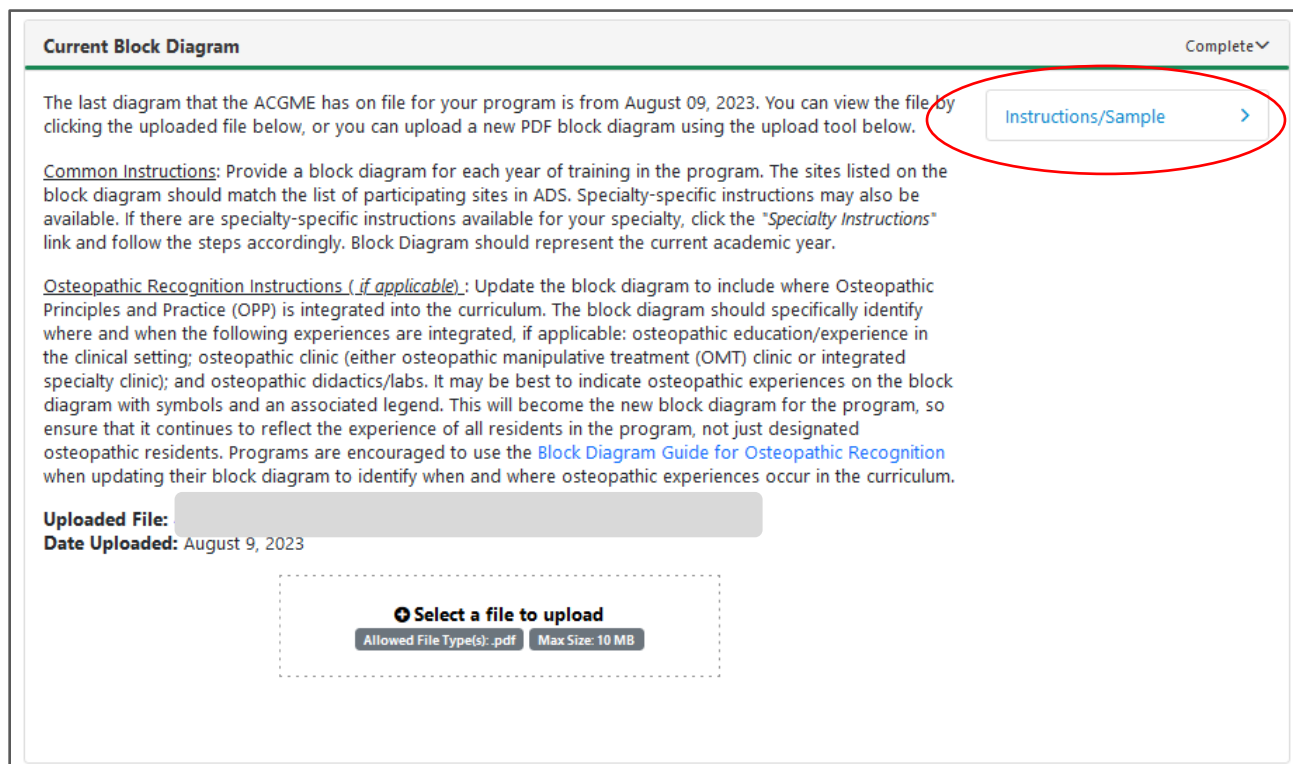 Current Block Diagram
Complete
The last diagram that the ACGME has on file for your program is from August 09, 2023. You can view the file by
clicking the uploaded file below, or you can upload a new PDF block diagram using the upload tool below.
Instructions/Sample
Common Instructions: Provide a block diagram for each year of training in the program. The sites listed on the
block diagram should match the list of participating sites in ADS. Specialty-specific instructions may also be
available. If there are specialty-specific instructions available for your specialty, click the "Specialty Instructions"
link and follow the steps accordingly. Block Diagram should represent the current academic year.
Osteopathic Recognition Instructions ( if applicable) : Update the block diagram to include where Osteopathic
Principles and Practice (OPP) is integrated into the curriculum. The block diagram should specifically identify
where and when the following experiences are integrated, if applicable: osteopathic education/experience in
the clinical setting; osteopathic clinic (either osteopathic manipulative treatment (OMT) clinic or integrated
specialty clinic); and osteopathic didactics/labs. It may be best to indicate osteopathic experiences on the block
diagram with symbols and an associated legend. This will become the new block diagram for the program, so
ensure that it continues to reflect the experience of all residents in the program, not just designated
osteopathic residents. Programs are encouraged to use the Block Diagram Guide for Osteopathic Recognition
when updating their block diagram to identify when and where osteopathic experiences occur in the curriculum.
Uploaded File:
Date Uploaded: August 9, 2023
Select a file to upload
Allowed File Type(s): .pdf Max Size: 10 MB